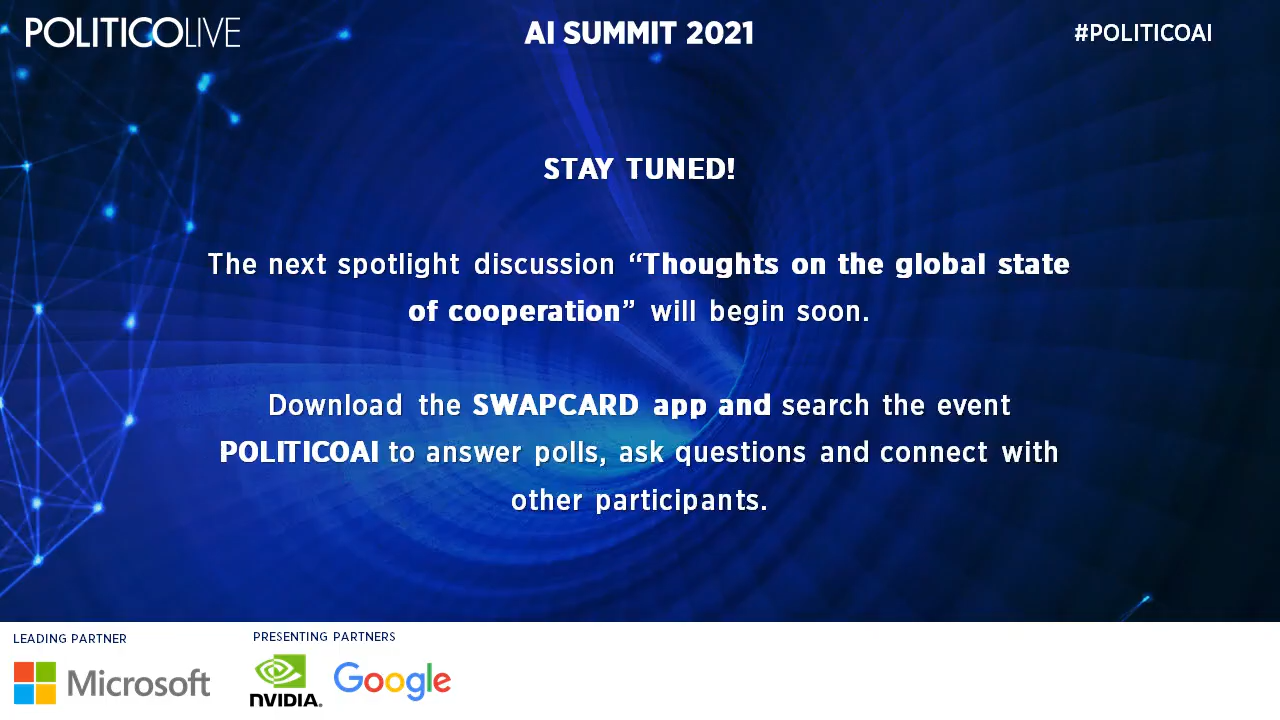 POLITICOLIVE
AI SUMMIT 2021
#POLITICOAI
STAY TUNED!
The next spotlight discussion “Thoughts on the global state
of cooperation” will begin soon.
Download the SWAPCARD app and search the event
POLITICOAI to answer polls, ask questions and connect with
other participants.
LEADING PARTNER
Microsoft
PRESENTING PARTNERS
NVIDIA.
Google